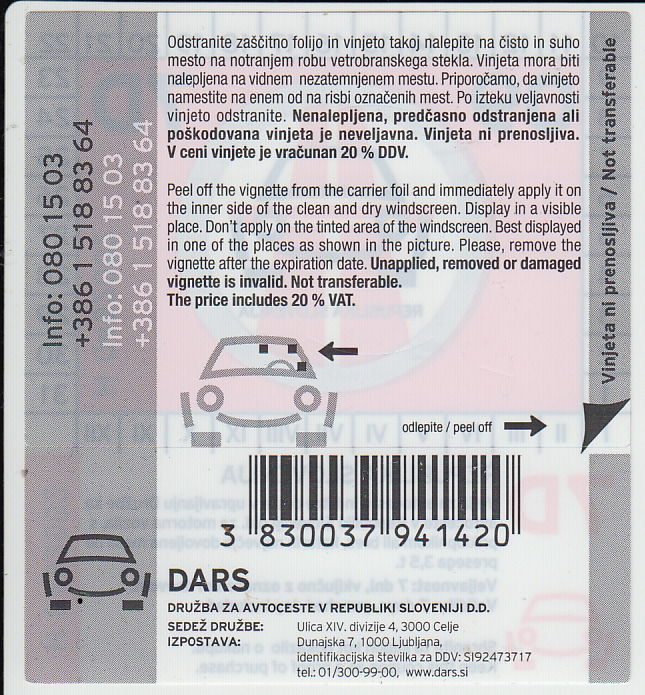 Odstranite zaščitno folijo in vinjeto takoj nalepite na čisto in suho
mesto na notranjem robu vetrobranskega stekla. Vinjeta mora biti
nalepljena na vidnem nezatemnjenem mestu. Priporočamo, da vinjeto
namestite na enem od na risbi označenih mest. Po izteku veljavnosti
vinjeto odstranite. Nenalepljena, predčasno odstranjena ali
poškodovana vinjeta je neveljavna. Vinjeta ni prenosljiva.
V ceni vinjete je vračunan 20 % DDV.
Peel off the vignette from the carrier foil and immediately apply it on
the inner side of the clean and dry windscreen. Display in a visible
place. Don't apply on the tinted area of the windscreen. Best displayed
in one of the places as shown in the picture. Please, remove the
vignette after the expiration date. Unapplied, removed or damaged
vignette is invalid. Not transferable.
The price includes 20 % VAT.
Info: 080 15 03
+386 1 518 83 64
Info: 080 15 03
+386 1 518 83 64
Vinjeta ni prenosljiva / Not transferable
odlepite / peel off
3 830037 941420
DARS
DRUŽBA ZA AVTOCESTE V REPUBLIKI SLOVENIJI D.D.
SEDEŽ DRUŽBE: Ulica XIV. divizije 4, 3000 Celje
IZPOSTAVA: Dunajska 7, 1000 Ljubljana,
identifikacijska številka za DDV: SI92473717
tel.: 01/300-99-00, www.dars.si